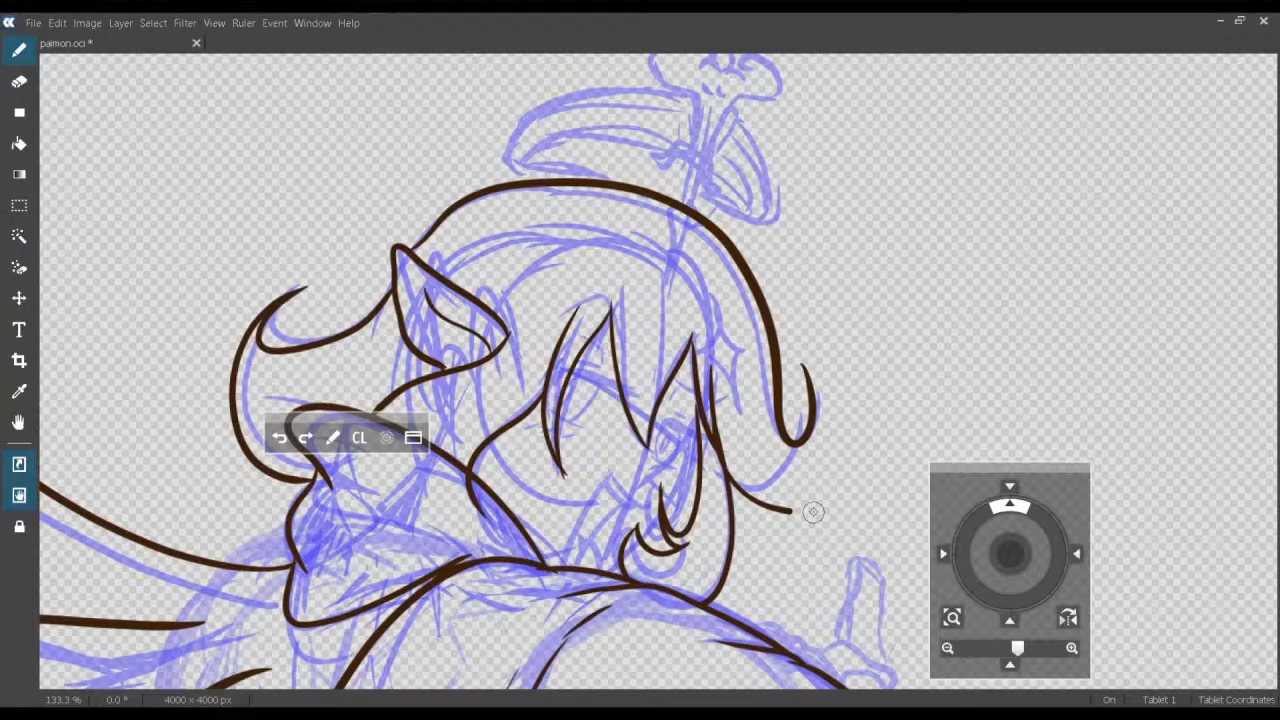 File Edit Image Layer Select Filter View Ruler Event Window Help
paimon.oci *
T
CL
133.3 % 0.0 ° 4000 x 4000 px On Tablet 1 Tablet Coordinates